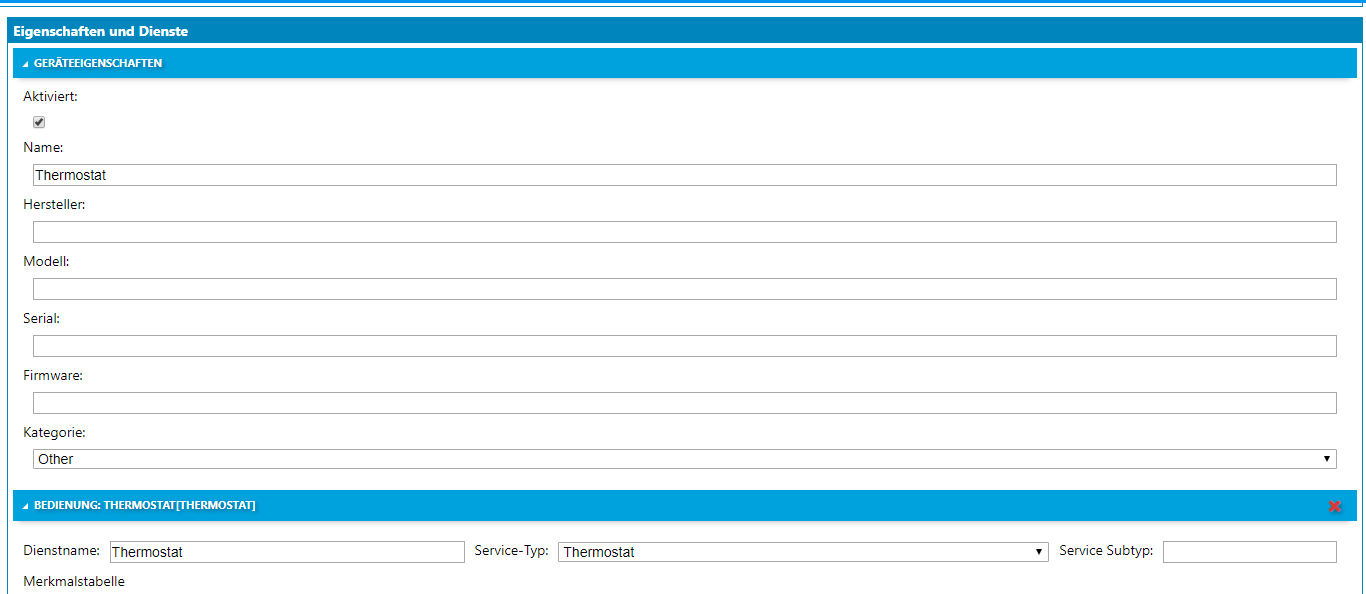 Eigenschaften und Dienste
GERÄTEEIGENSCHAFTEN
Aktiviert:
Name:
Thermostat
Hersteller:
Modell:
Serial:
Firmware:
Kategorie:
Other
BEDIENUNG: THERMOSTAT[THERMOSTAT]
Dienstname: Thermostat Service-Typ: Thermostat Service Subtyp:
Merkmalstabelle